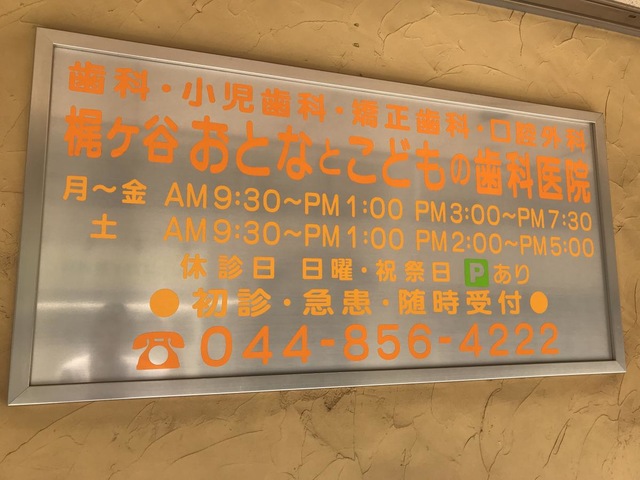 歯科・小児歯科・矯正歯科・口腔外科
梶ケ谷おとなとこどもの歯科医院
月～金 AM9:30～PM1:00 PM3:00～PM7:30
土 AM9:30～PM1:00 PM2:00～PM5:00
休診日 日曜・祝祭日 P あり
●初診・急患・随時受付●
☎044-856-4222